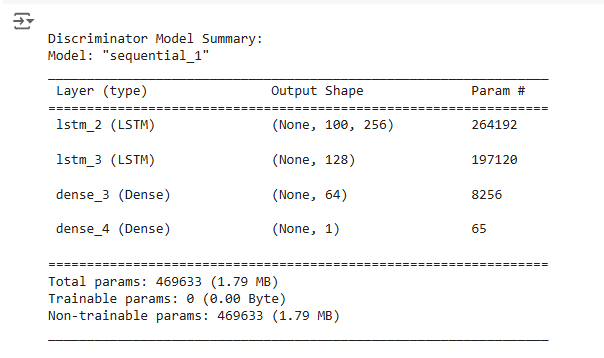 Discriminator Model Summary:
Model: "sequential_1"
_________________________________________________________________
Layer (type) Output Shape Param #
=================================================================
lstm_2 (LSTM) (None, 100, 256) 264192
lstm_3 (LSTM) (None, 128) 197120
dense_3 (Dense) (None, 64) 8256
dense_4 (Dense) (None, 1) 65
=================================================================
Total params: 469633 (1.79 MB)
Trainable params: 0 (0.00 Byte)
Non-trainable params: 469633 (1.79 MB)
_________________________________________________________________